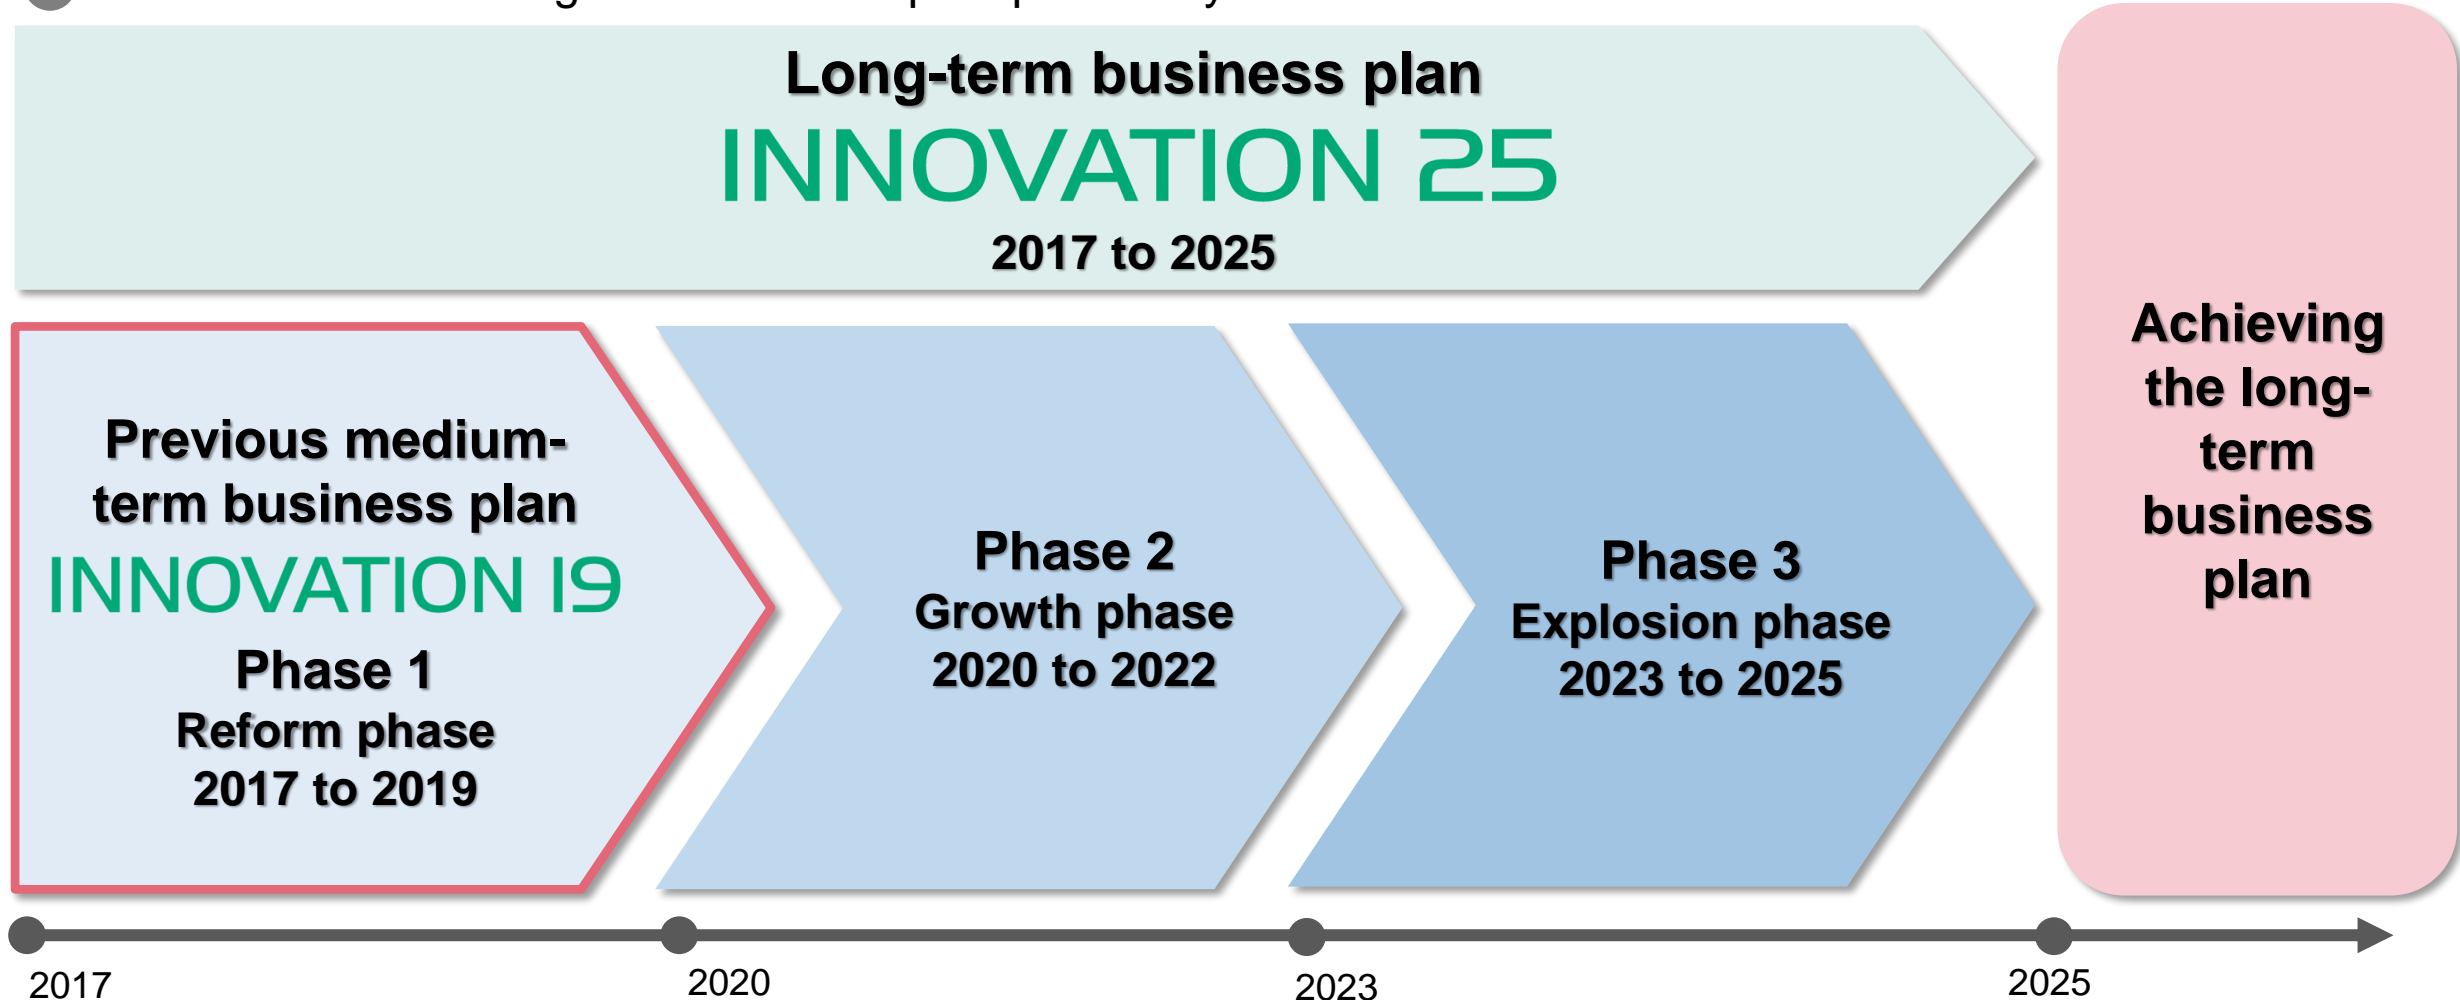 Long-term business plan
INNOVATION 25
2017 to 2025
Previous medium-
term business plan
INNOVATION 19
Phase 1
Reform phase
2017 to 2019
Phase 2
Growth phase
2020 to 2022
Phase 3
Explosion phase
2023 to 2025
Achieving
the long-
term
business
plan
2017
2020
2023
2025